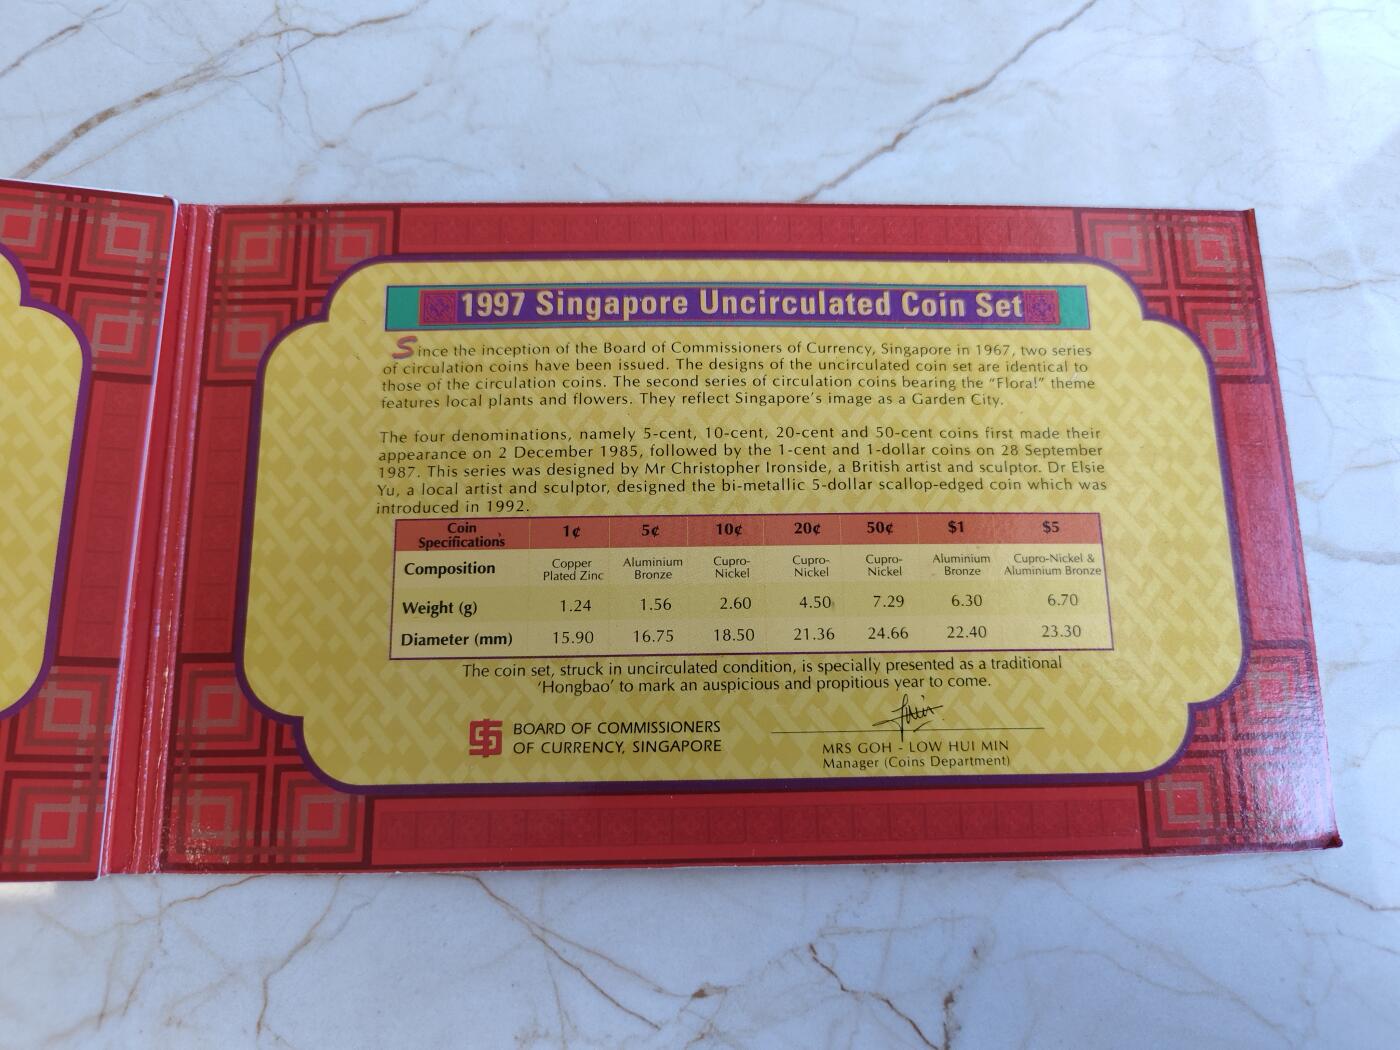 1997 Singapore Uncirculated Coin Set
Since the inception of the Board of Commissioners of Currency, Singapore in 1967, two series
of circulation coins have been issued. The designs of the uncirculated coin set are identical to
those of the circulation coins. The second series of circulation coins bearing the "Floral" theme
features local plants and flowers. They reflect Singapore's image as a Garden City.
The four denominations, namely 5-cent, 10-cent, 20-cent and 50-cent coins first made their
appearance on 2 December 1985, followed by the 1-cent and 1-dollar coins on 28 September
1987. This series was designed by Mr Christopher Ironside, a British artist and sculptor. Dr Elsie
Yu, a local artist and sculptor, designed the bi-metallic 5-dollar scallop-edged coin which was
introduced in 1992.
Coin Specifications 1¢ 5¢ 10¢ 20¢ 50¢ $1 $5
Composition Copper Plated Zinc Aluminium Bronze Cupro-Nickel Cupro-Nickel Cupro-Nickel Aluminium Bronze Cupro-Nickel & Aluminium Bronze
Weight (g) 1.24 1.56 2.60 4.50 7.29 6.30 6.70
Diameter (mm) 15.90 16.75 18.50 21.36 24.66 22.40 23.30
The coin set, struck in uncirculated condition, is specially presented as a traditional
'Hongbao' to mark an auspicious and propitious year to come.
BOARD OF COMMISSIONERS
OF CURRENCY, SINGAPORE
MRS GOH - LOW HUI MIN
Manager (Coins Department)